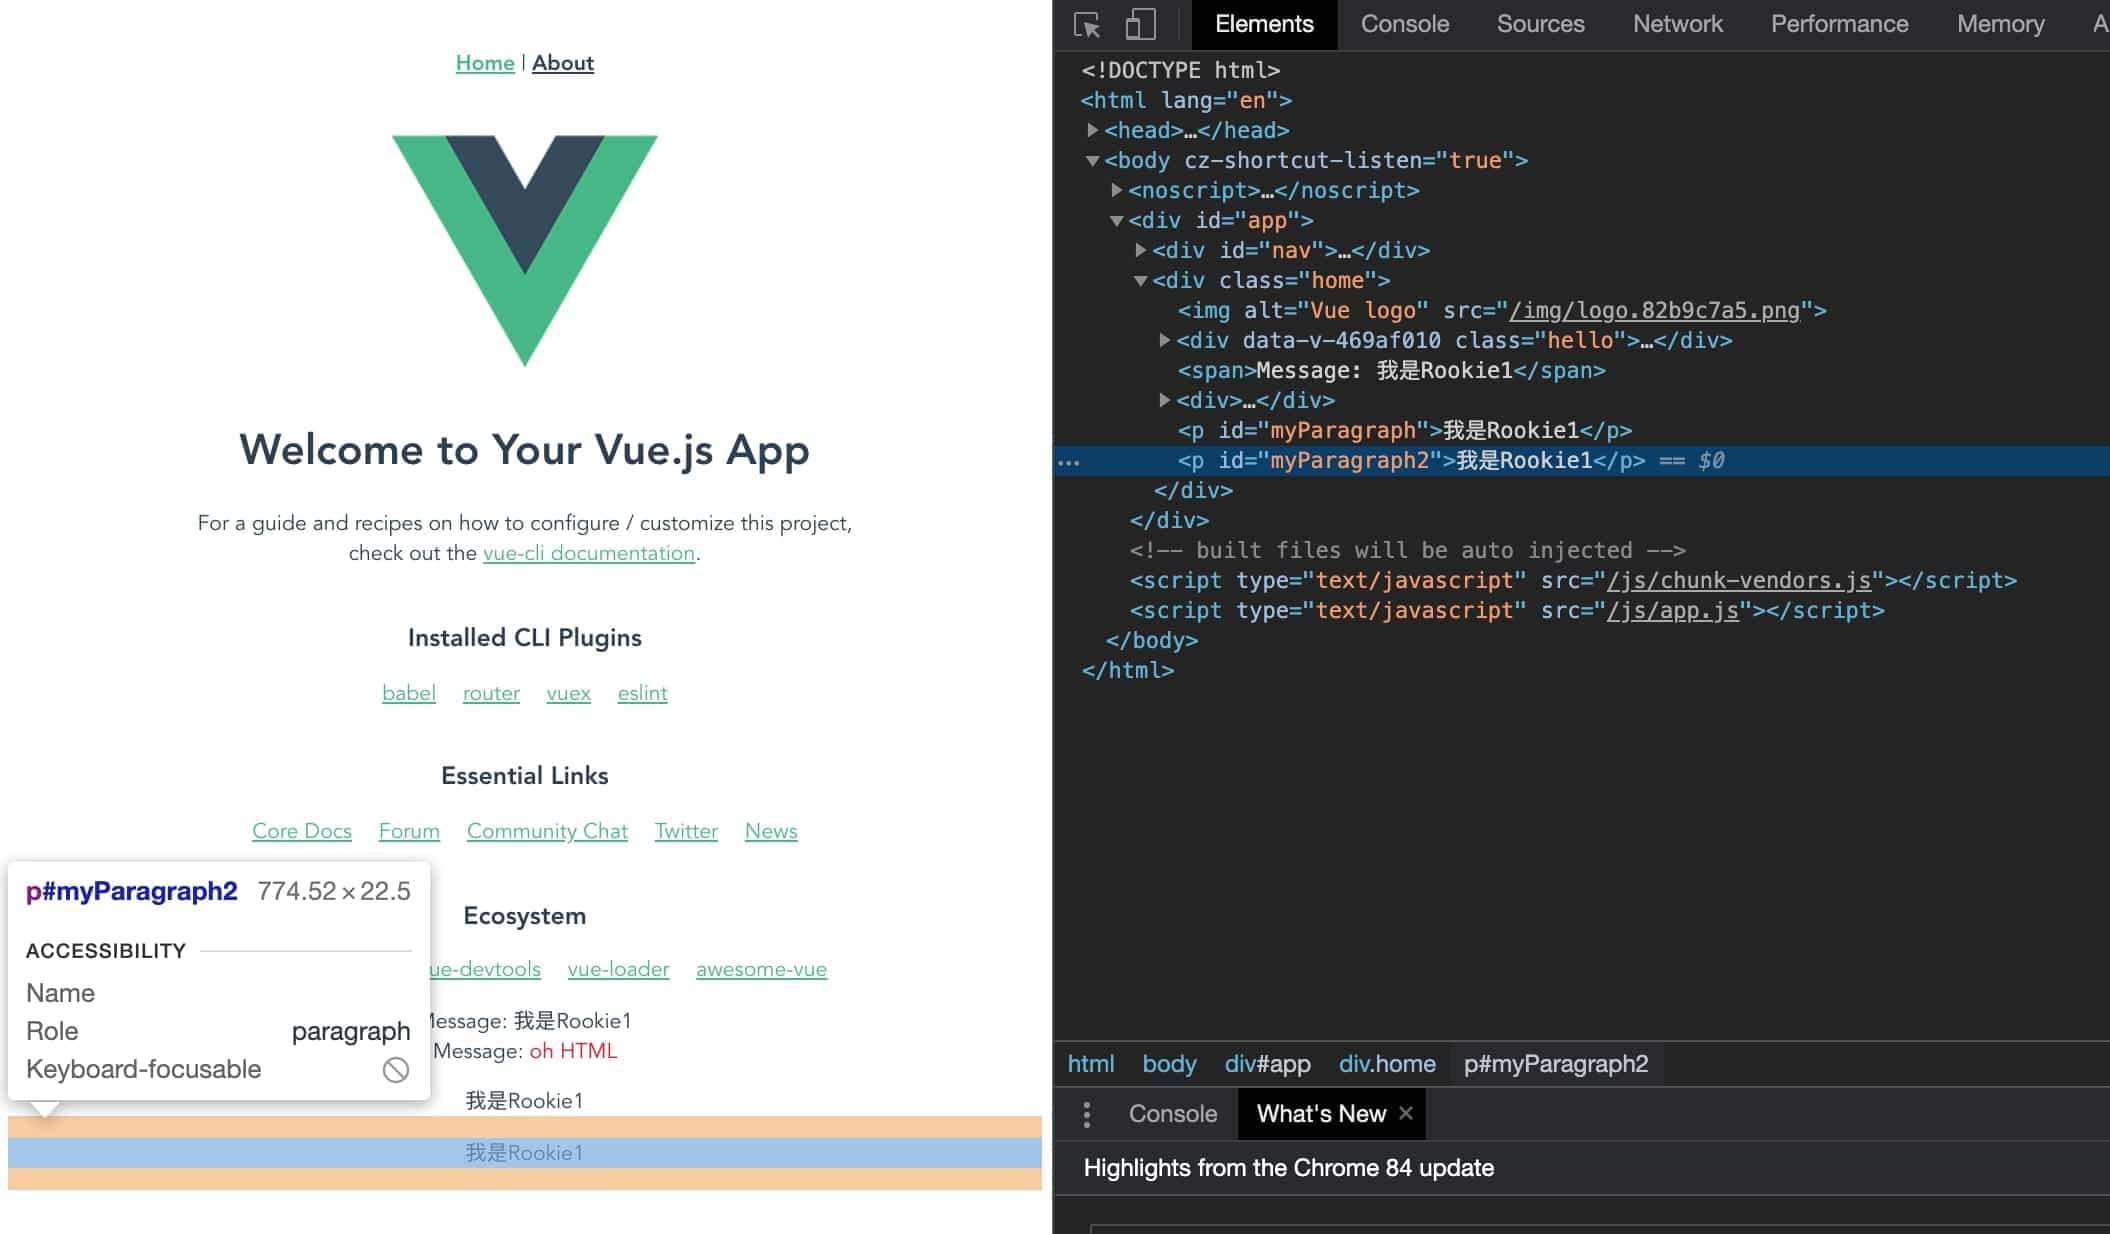 Home | About
Welcome to Your Vue.js App
For a guide and recipes on how to configure / customize this project,
check out the vue-cli documentation.
Installed CLI Plugins
babel router vuex eslint
Essential Links
Core Docs Forum Community Chat Twitter News
Ecosystem
ue-devtools vue-loader awesome-vue
Message: 我是Rookie1
Message: oh HTML
我是Rookie1
我是Rookie1
p#myParagraph2 774.52 × 22.5
ACCESSIBILITY
Name
Role paragraph
Keyboard-focusable
Elements Console Sources Network Performance Memory A
<!DOCTYPE html>
<html lang="en">
<head>…</head>
<body cz-shortcut-listen="true">
<noscript>…</noscript>
<div id="app">
<div id="nav">…</div>
<div class="home">
<img alt="Vue logo" src="/img/logo.82b9c7a5.png">
<div data-v-469af010 class="hello">…</div>
<span>Message: 我是Rookie1</span>
<div>…</div>
<p id="myParagraph">我是Rookie1</p>
… <p id="myParagraph2">我是Rookie1</p> == $0
</div>
</div>
<!-- built files will be auto injected -->
<script type="text/javascript" src="/js/chunk-vendors.js"></script>
<script type="text/javascript" src="/js/app.js"></script>
</body>
</html>
html body div#app div.home p#myParagraph2
Console What's New ×
Highlights from the Chrome 84 update